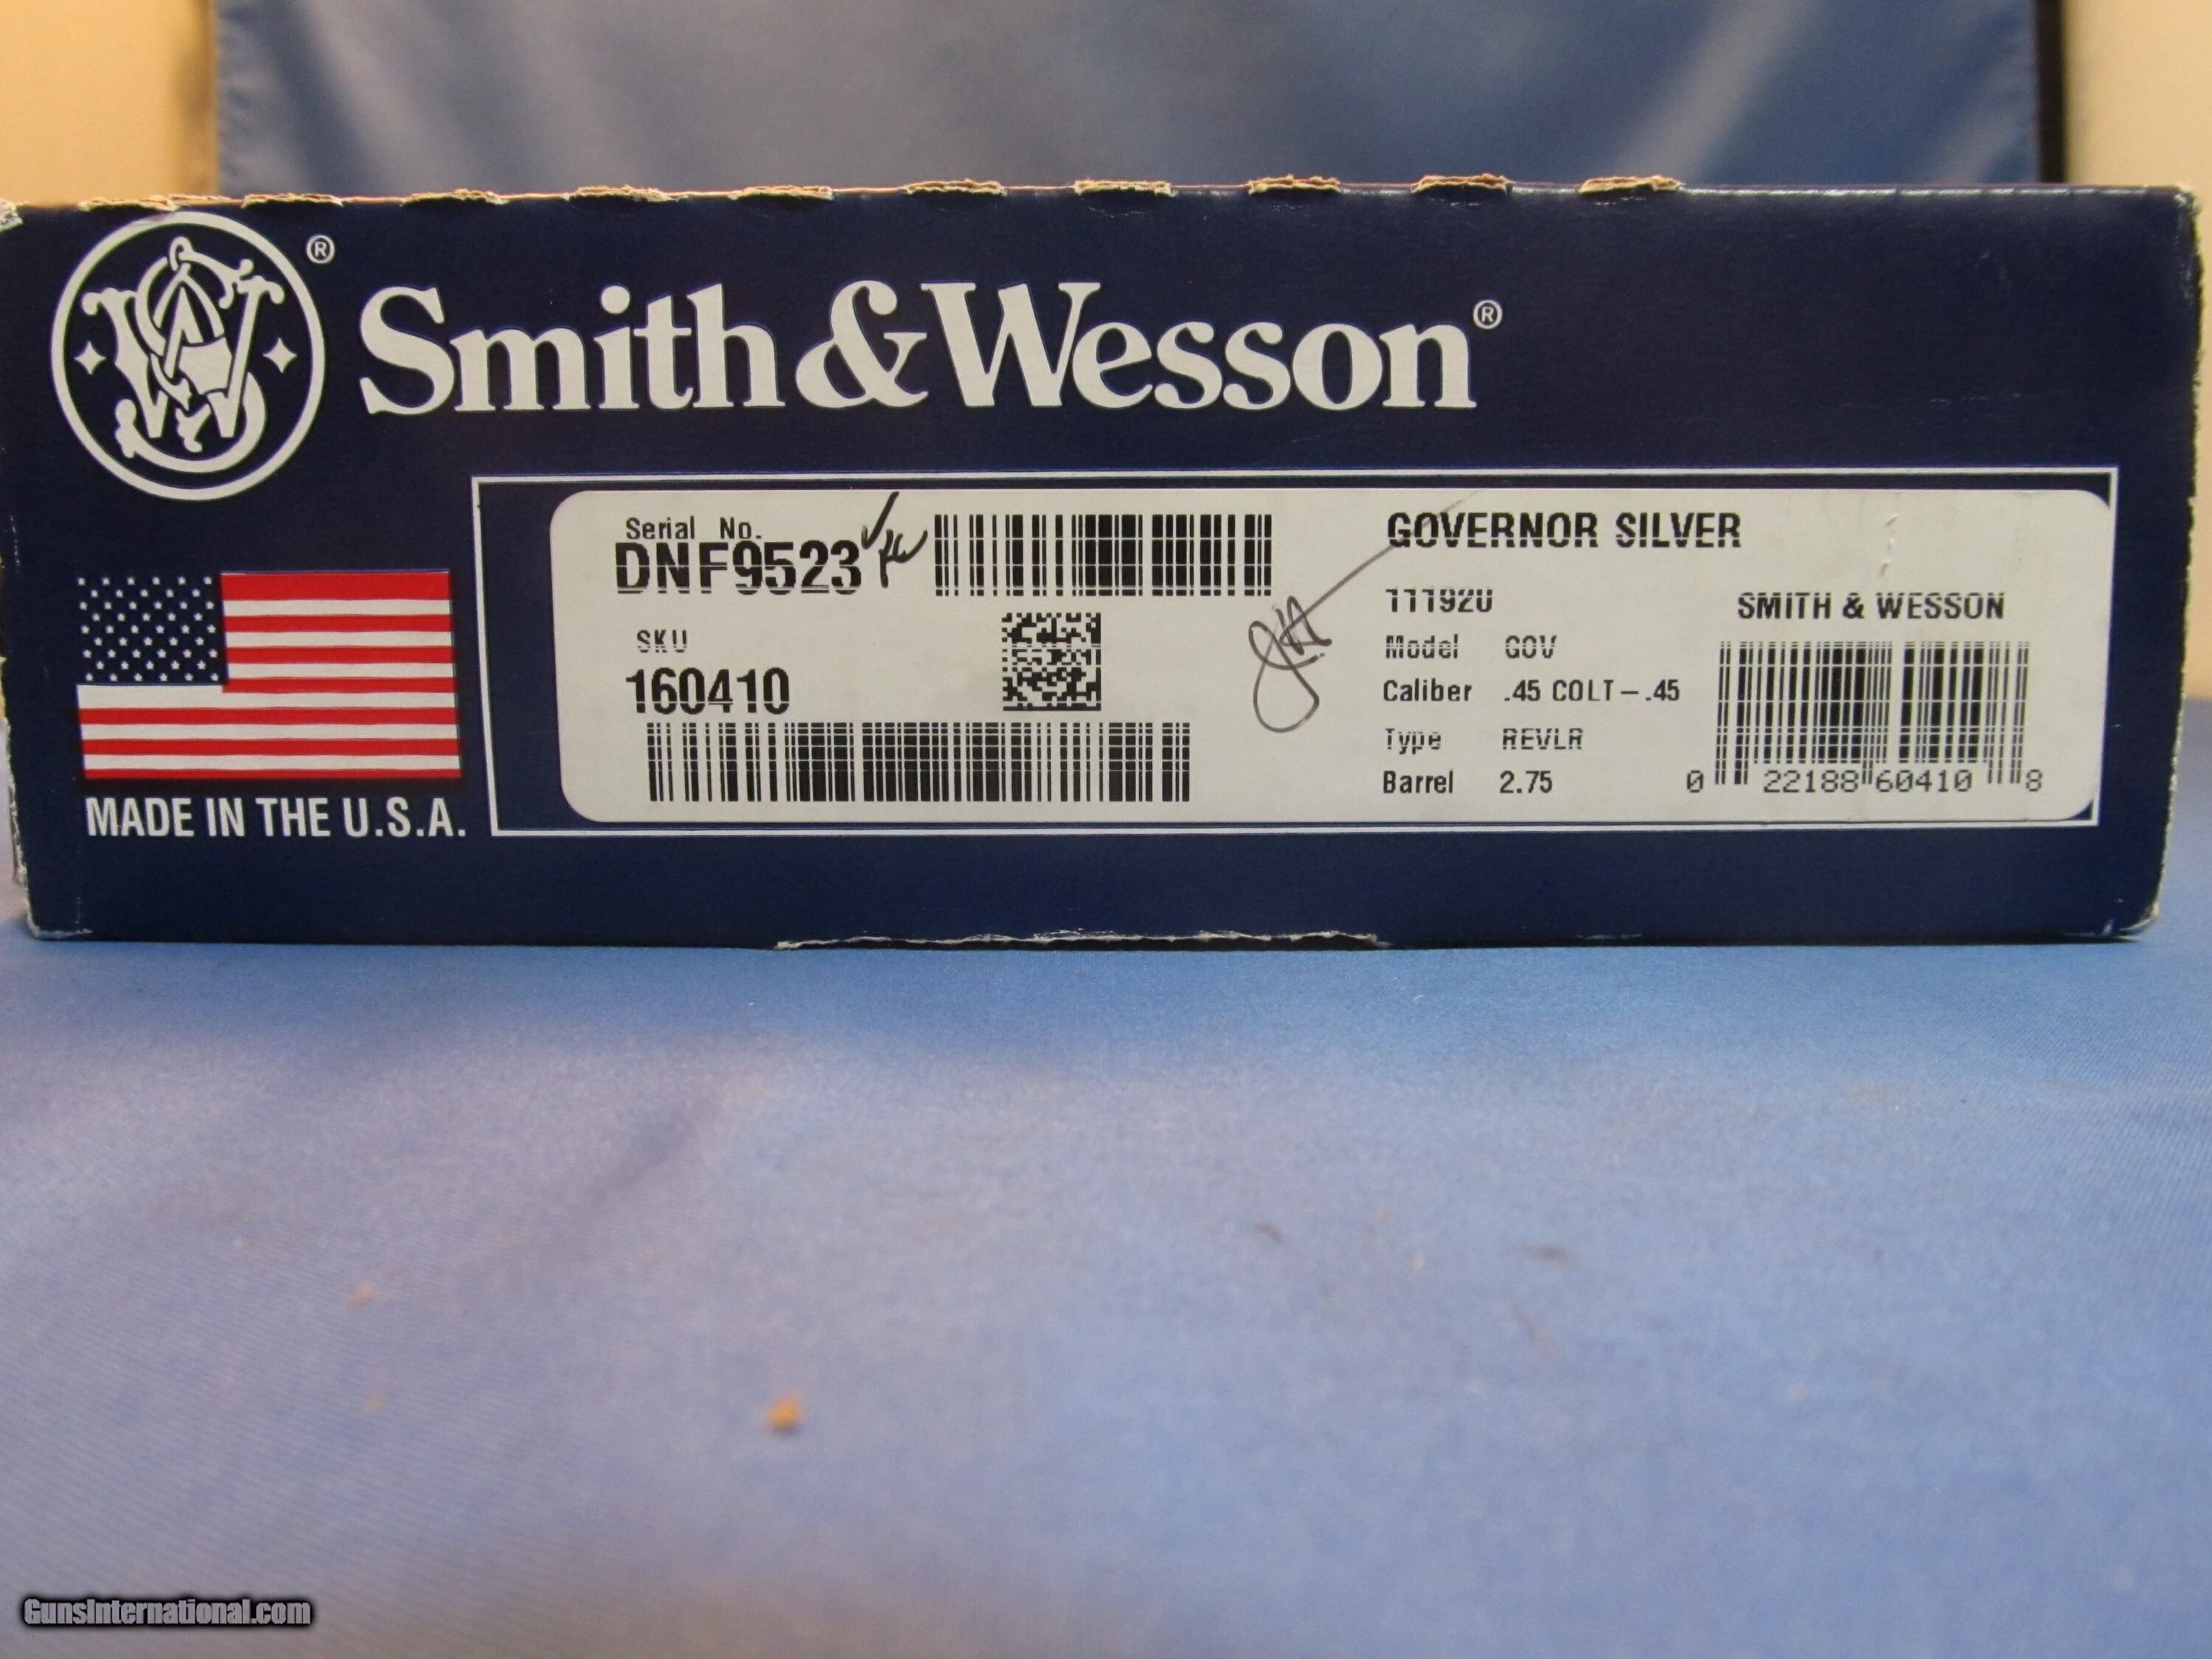 ®
Smith & Wesson®
MADE IN THE U.S.A.
Serial No.
DNF9523
SKU
160410
GOVERNOR SILVER
111920
Model GOV
Caliber .45 COLT-.45
Type REVLR
Barrel 2.75
SMITH & WESSON
0 22188 60410 8
GunsInternational.com